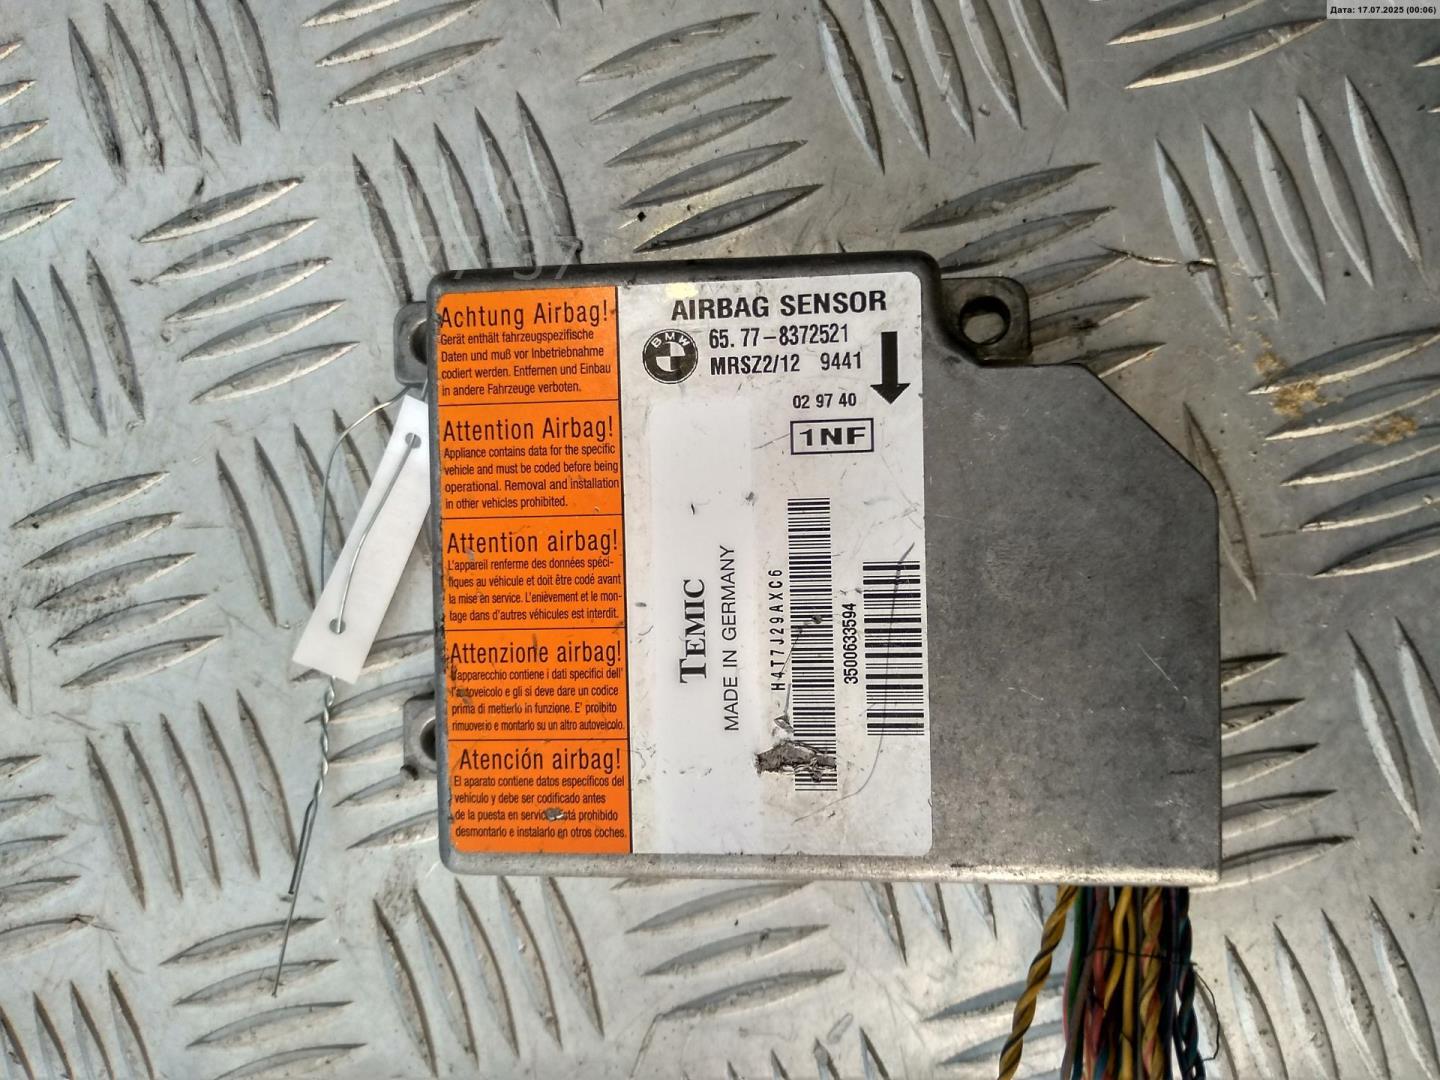 Дата: 17.07.2025 (00:06)
Achtung Airbag!
Gerät enthält fahrzeugspezifische
Daten und muß vor Inbetriebnahme
codiert werden. Entfernen und Einbau
in andere Fahrzeuge verboten.
Attention Airbag!
Appliance contains data for the specific
vehicle and must be coded before being
operational. Removal and installation
in other vehicles prohibited.
Attention airbag!
L'appareil renferme des données spéci-
fiques au véhicule et doit être codé avant
la mise en service. L'enièvement et le mon-
tage dans d'autres véhicules est interdit.
Attenzione airbag!
L'apparecchio contiene i dati specifici dell'
l'autoveicolo e gli si deve dare un codice
prima di metterlo in funzione. E' proibito
rimuoverlo e montarlo su un altro autoveicolo.
Atención airbag!
El aparato contiene datos específicos del
vehículo y debe ser codificado antes
de la puesta en servicio. Está prohibido
desmontarlo e instalarlo en otros coches.
AIRBAG SENSOR
BMW
65.77-8372521
MRSZ2/12 9441
02 97 40
1NF
TEMIC
MADE IN GERMANY
H4T7J29AXC6
3500633594